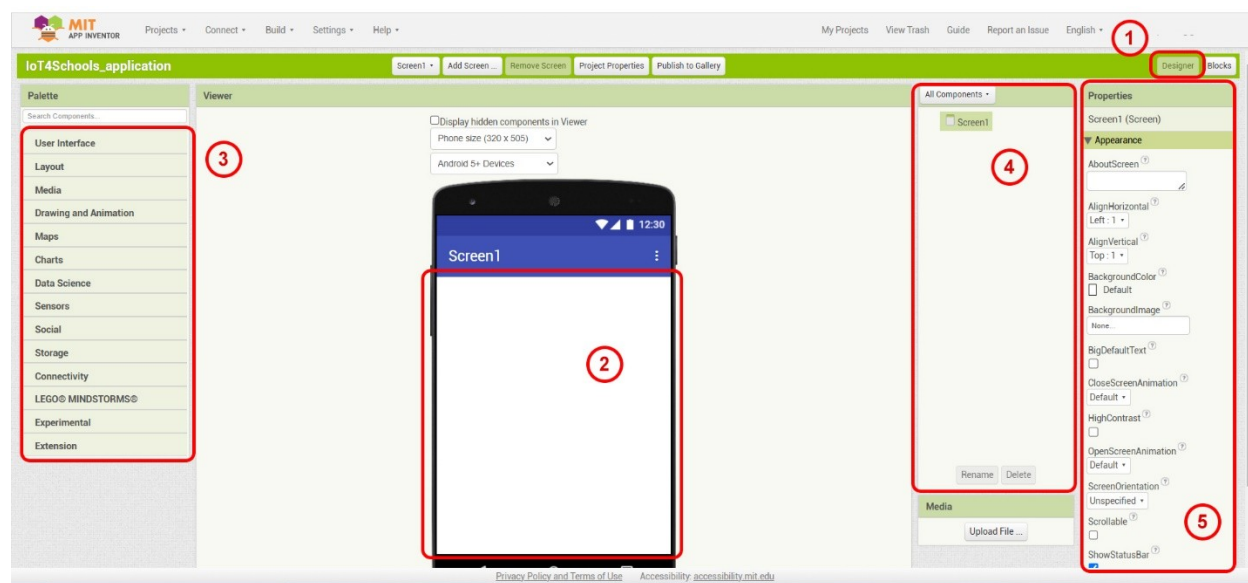 MIT
APP INVENTOR
Projects
Connect
Build
Settings
Help
My Projects
View Trash
Guide
Report an Issue
English
1
IoT4Schools_application
Screen1
Add Screen ...
Remove Screen
Project Properties
Publish to Gallery
Designer
Blocks
Palette
Search Components...
User Interface
Layout
Media
Drawing and Animation
Maps
Charts
Data Science
Sensors
Social
Storage
Connectivity
LEGO® MINDSTORMS®
Experimental
Extension
3
Viewer
Display hidden components in Viewer
Phone size (320 x 505)
Android 5+ Devices
12:30
Screen1
2
All Components
Screen1
4
Rename
Delete
Media
Upload File ...
Properties
Screen1 (Screen)
Appearance
AboutScreen
AlignHorizontal
Left : 1
AlignVertical
Top : 1
BackgroundColor
Default
BackgroundImage
None...
BigDefaultText
CloseScreenAnimation
Default
HighContrast
OpenScreenAnimation
Default
ScreenOrientation
Unspecified
Scrollable
5
ShowStatusBar
Privacy Policy and Terms of Use
Accessibility: accessibility.mit.edu